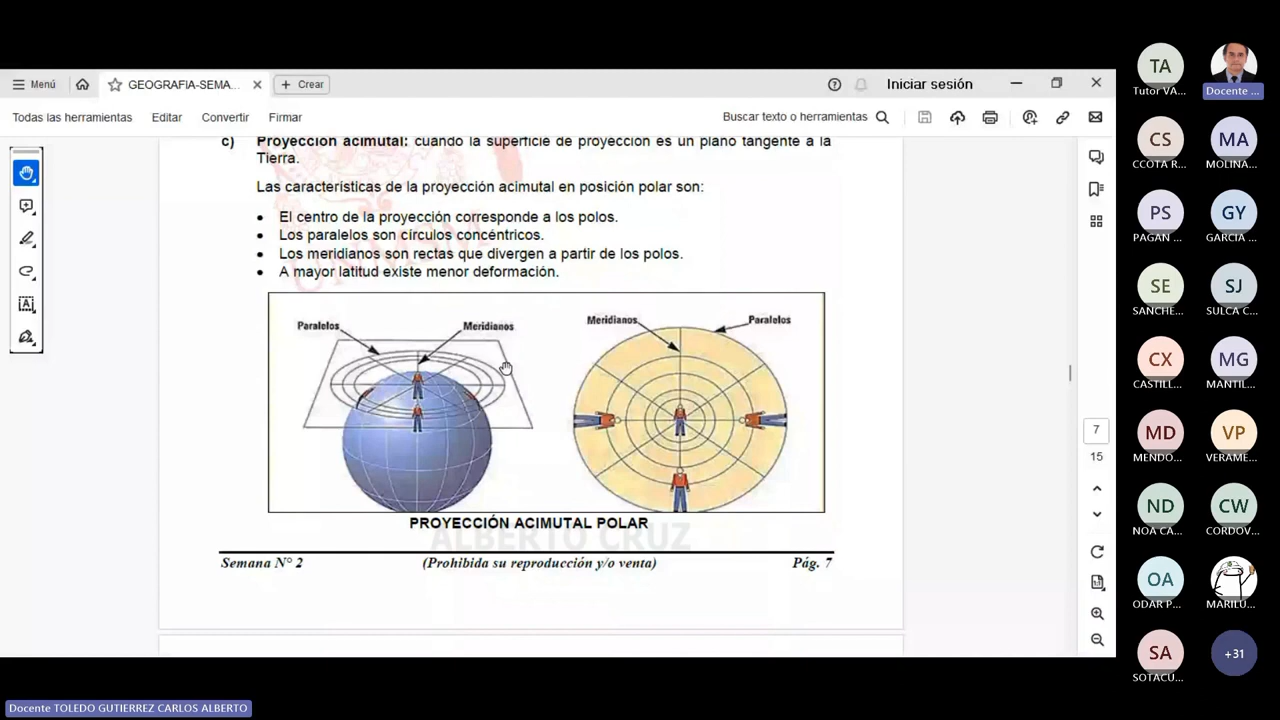 Menú
GEOGRAFIA-SEMA...
Crear
Iniciar sesión
Todas las herramientas
Editar
Convertir
Firmar
Buscar texto o herramientas
c) Proyección acimutal: cuando la superficie de proyección es un plano tangente a la
Tierra.
Las características de la proyección acimutal en posición polar son:
• El centro de la proyección corresponde a los polos.
• Los paralelos son círculos concéntricos.
• Los meridianos son rectas que divergen a partir de los polos.
• A mayor latitud existe menor deformación.
Paralelos
Meridianos
Meridianos
Paralelos
PROYECCIÓN ACIMUTAL POLAR
ALBERTO CRUZ
Semana N° 2 (Prohibida su reproducción y/o venta) Pág. 7
7
15
TA
Tutor VA...
Docente ...
CS
CCOTA R...
MA
MOLINA...
PS
PAGAN ...
GY
GARCIA ...
SE
SANCHE...
SJ
SULCA C...
CX
CASTILL...
MG
MANTIL...
MD
MENDO...
VP
VERAME...
ND
NOA CA...
CW
CORDOV...
OA
ODAR P...
MARILÚ...
SA
SOTACU...
+31
Docente TOLEDO GUTIERREZ CARLOS ALBERTO